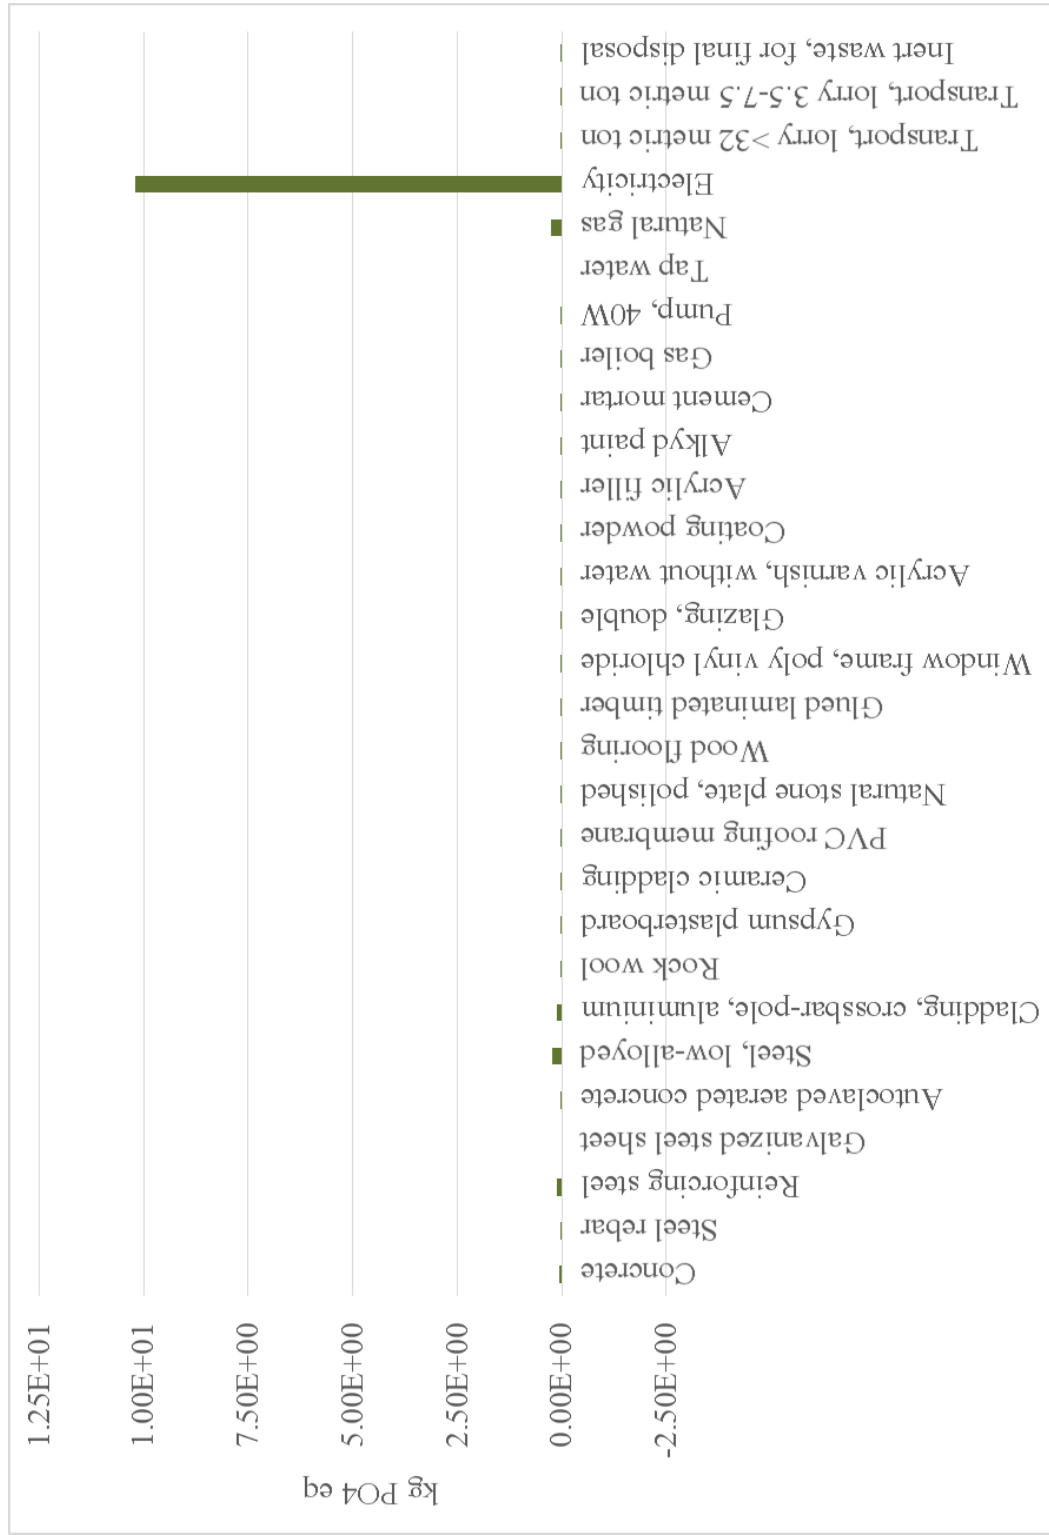 kg PO4 eq
1.25E+01
1.00E+01
7.50E+00
5.00E+00
2.50E+00
0.00E+00
-2.50E+00
Concrete
Steel rebar
Reinforcing steel
Galvanized steel sheet
Autoclaved aerated concrete
Steel, low-alloyed
Cladding, crossbar-pole, aluminium
Rock wool
Gypsum plasterboard
Ceramic cladding
PVC roofing membrane
Natural stone plate, polished
Wood flooring
Glued laminated timber
Window frame, poly vinyl chloride
Glazing, double
Acrylic varnish, without water
Coating powder
Acrylic filler
Alkyd paint
Cement mortar
Gas boiler
Pump, 40W
Tap water
Natural gas
Electricity
Transport, lorry >32 metric ton
Transport, lorry 3.5-7.5 metric ton
Inert waste, for final disposal